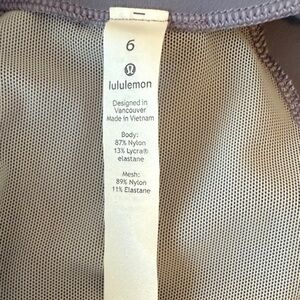 6
lululemon
Designed in
Vancouver
Made in Vietnam
Body:
87% Nylon
13% Lycra®
elastane
Mesh:
89% Nylon
11% Elastane